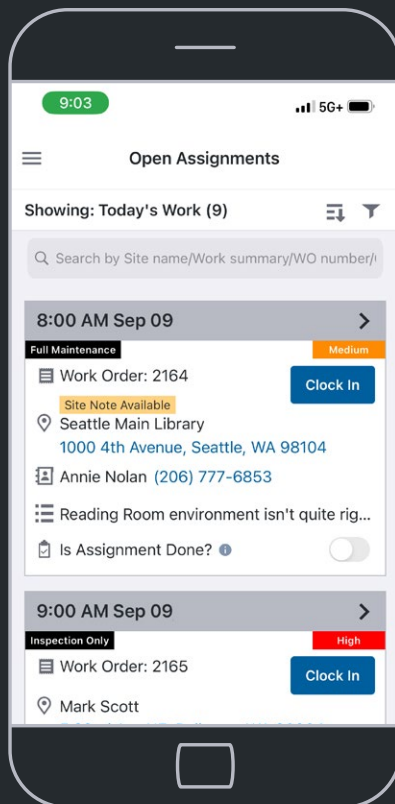 9:03
5G+
Open Assignments
Showing: Today's Work (9)
Search by Site name/Work summary/WO number/
8:00 AM Sep 09
Full Maintenance
Medium
Work Order: 2164
Clock In
Site Note Available
Seattle Main Library
1000 4th Avenue, Seattle, WA 98104
Annie Nolan (206) 777-6853
Reading Room environment isn't quite rig...
Is Assignment Done?
9:00 AM Sep 09
Inspection Only
High
Work Order: 2165
Clock In
Mark Scott